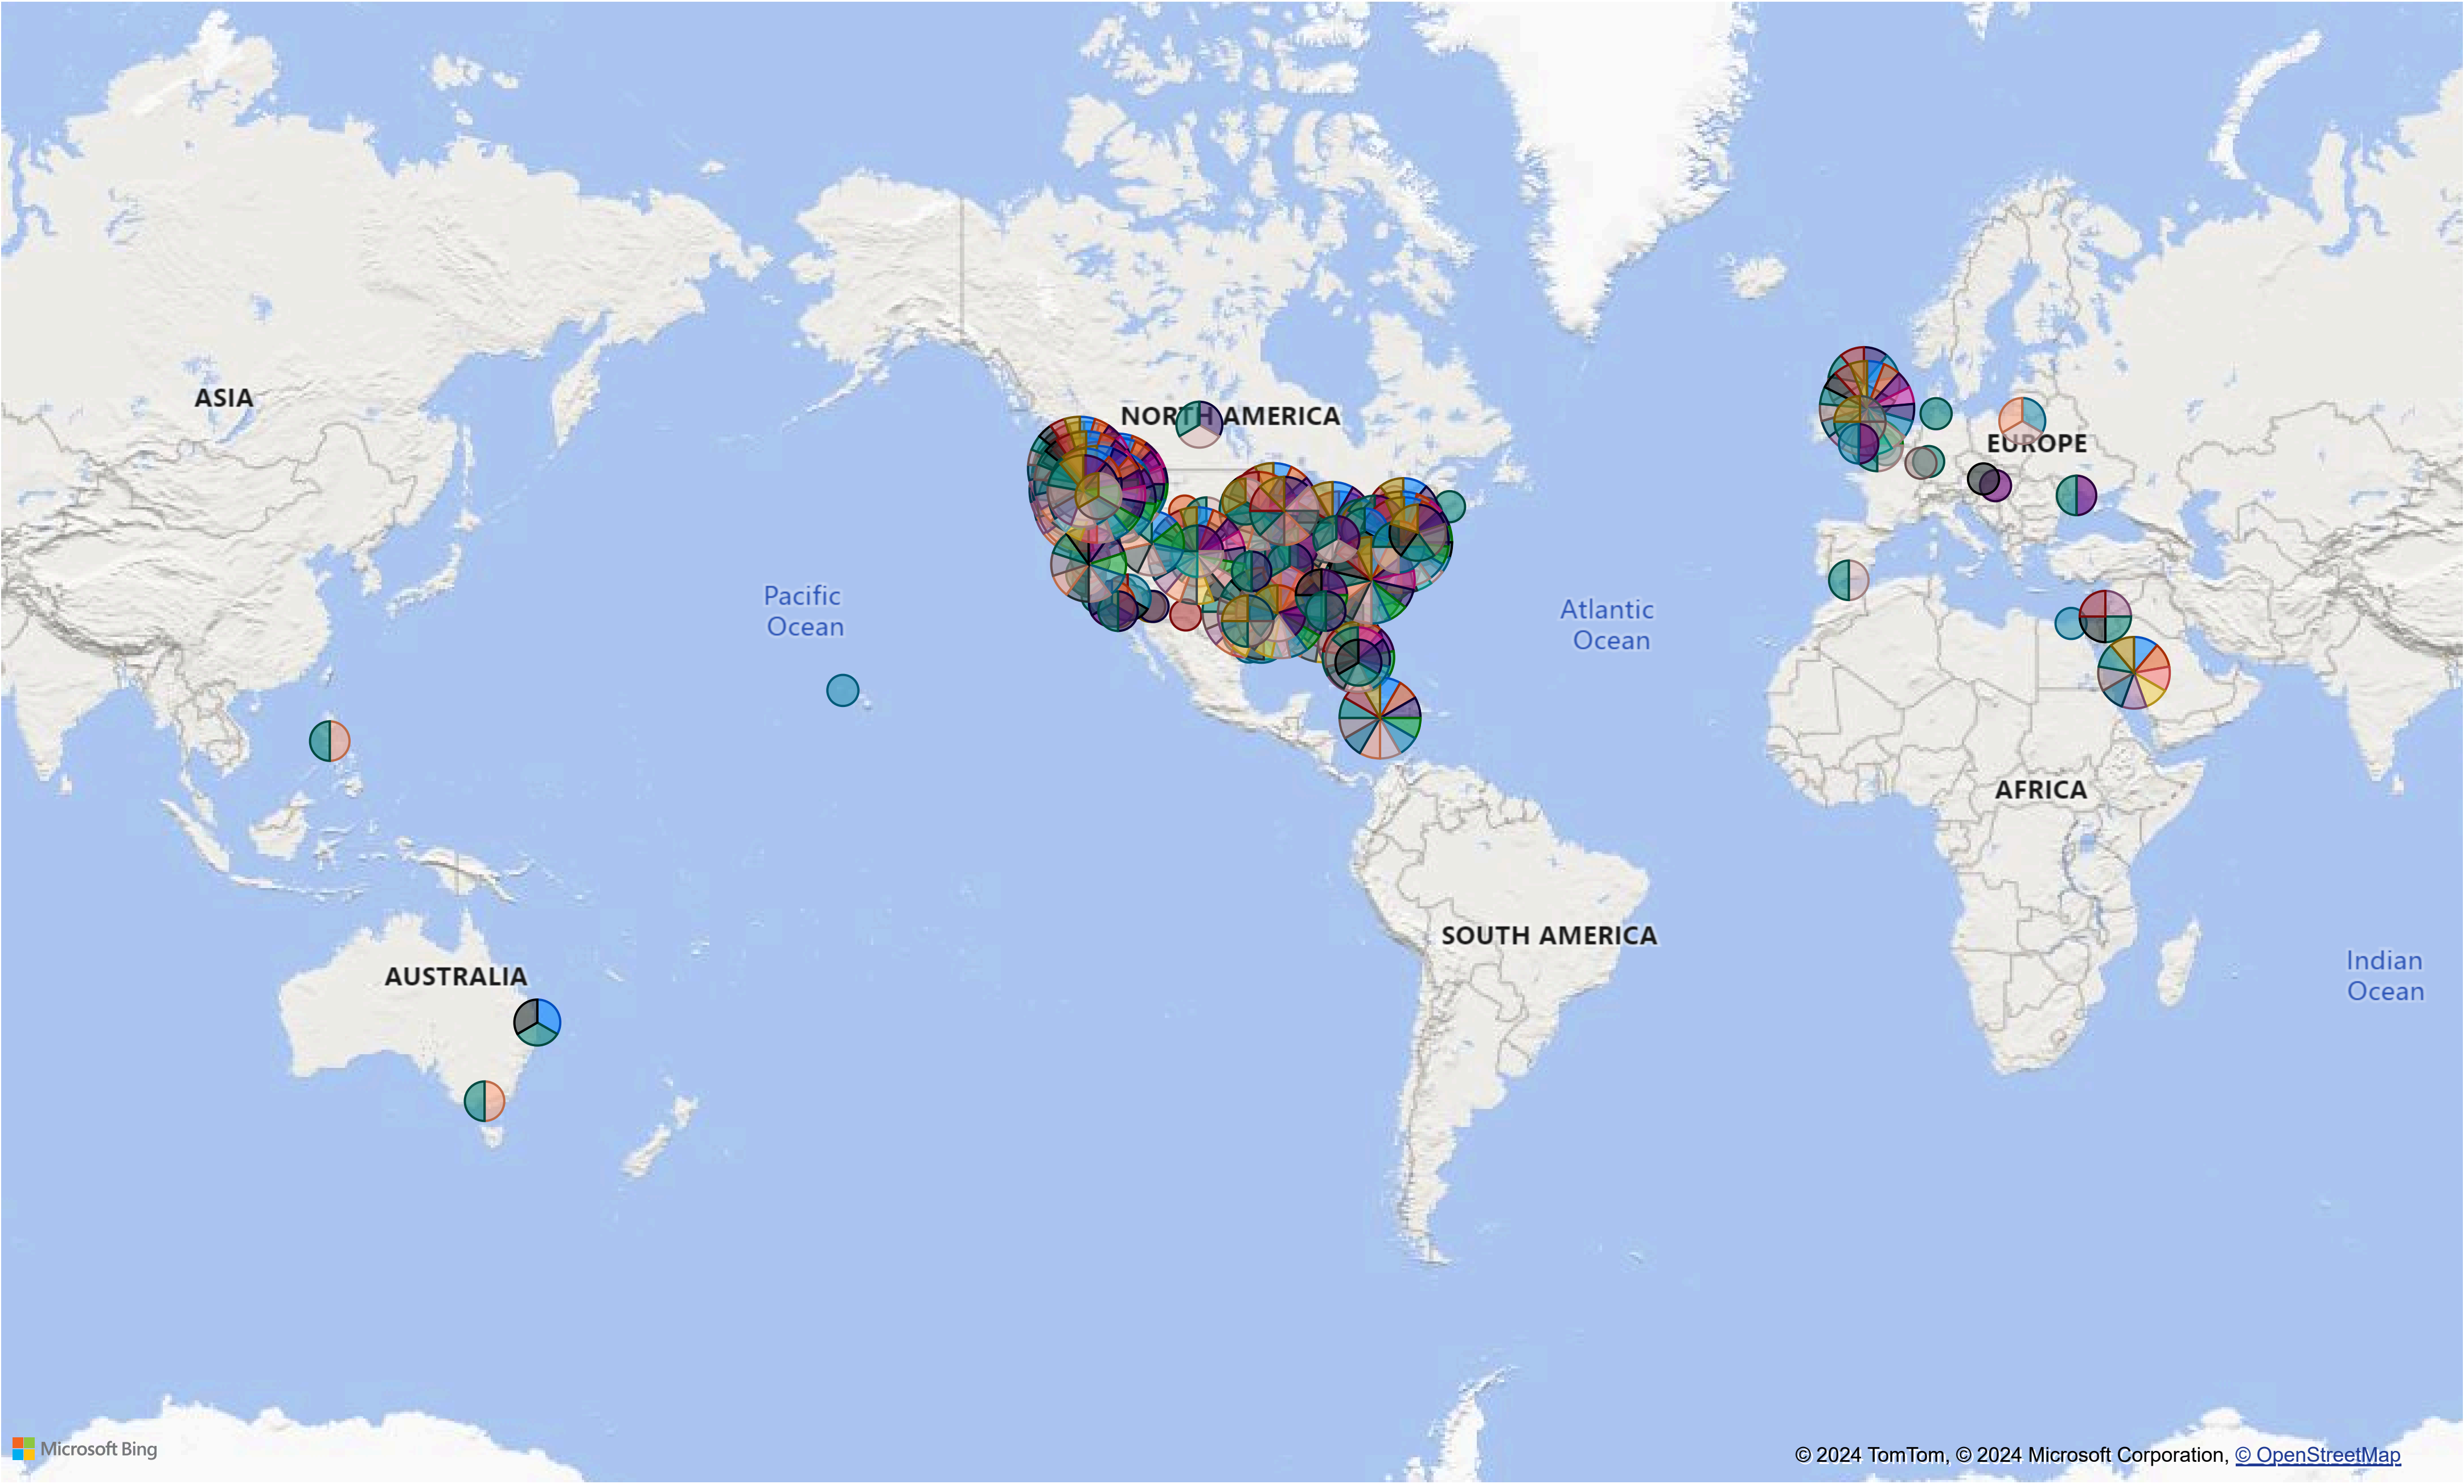 ASIA
NORTH AMERICA
EUROPE
Pacific
Ocean
Atlantic
Ocean
AFRICA
SOUTH AMERICA
AUSTRALIA
Indian
Ocean
Microsoft Bing
© 2024 TomTom, © 2024 Microsoft Corporation, © OpenStreetMap